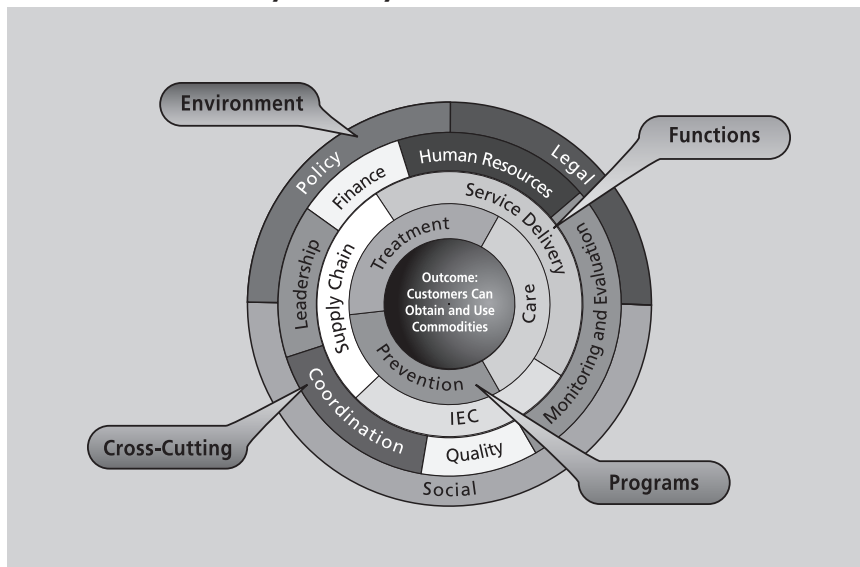 Environment
Functions
Policy
Legal
Finance
Human Resources
Service Delivery
Treatment
Leadership
Supply Chain
Outcome:
Customers Can
Obtain and Use
Commodities
Care
Monitoring and Evaluation
Prevention
Coordination
IEC
Quality
Cross-Cutting
Social
Programs